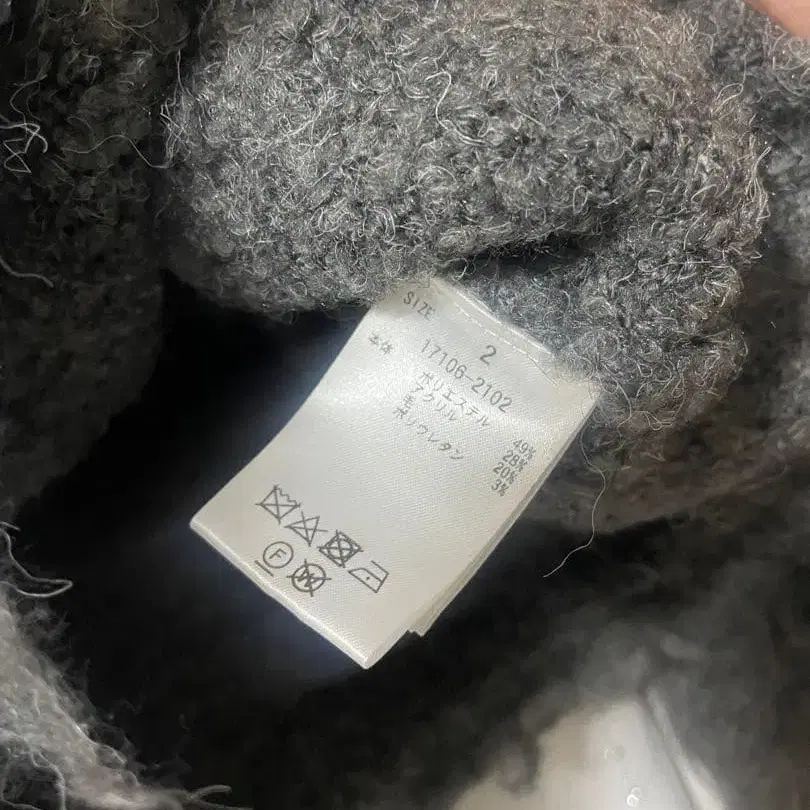 SIZE 2
17106-2102
本体 ポリエステル 49%
アクリル 28%
毛 20%
ポリウレタン 3%
F W